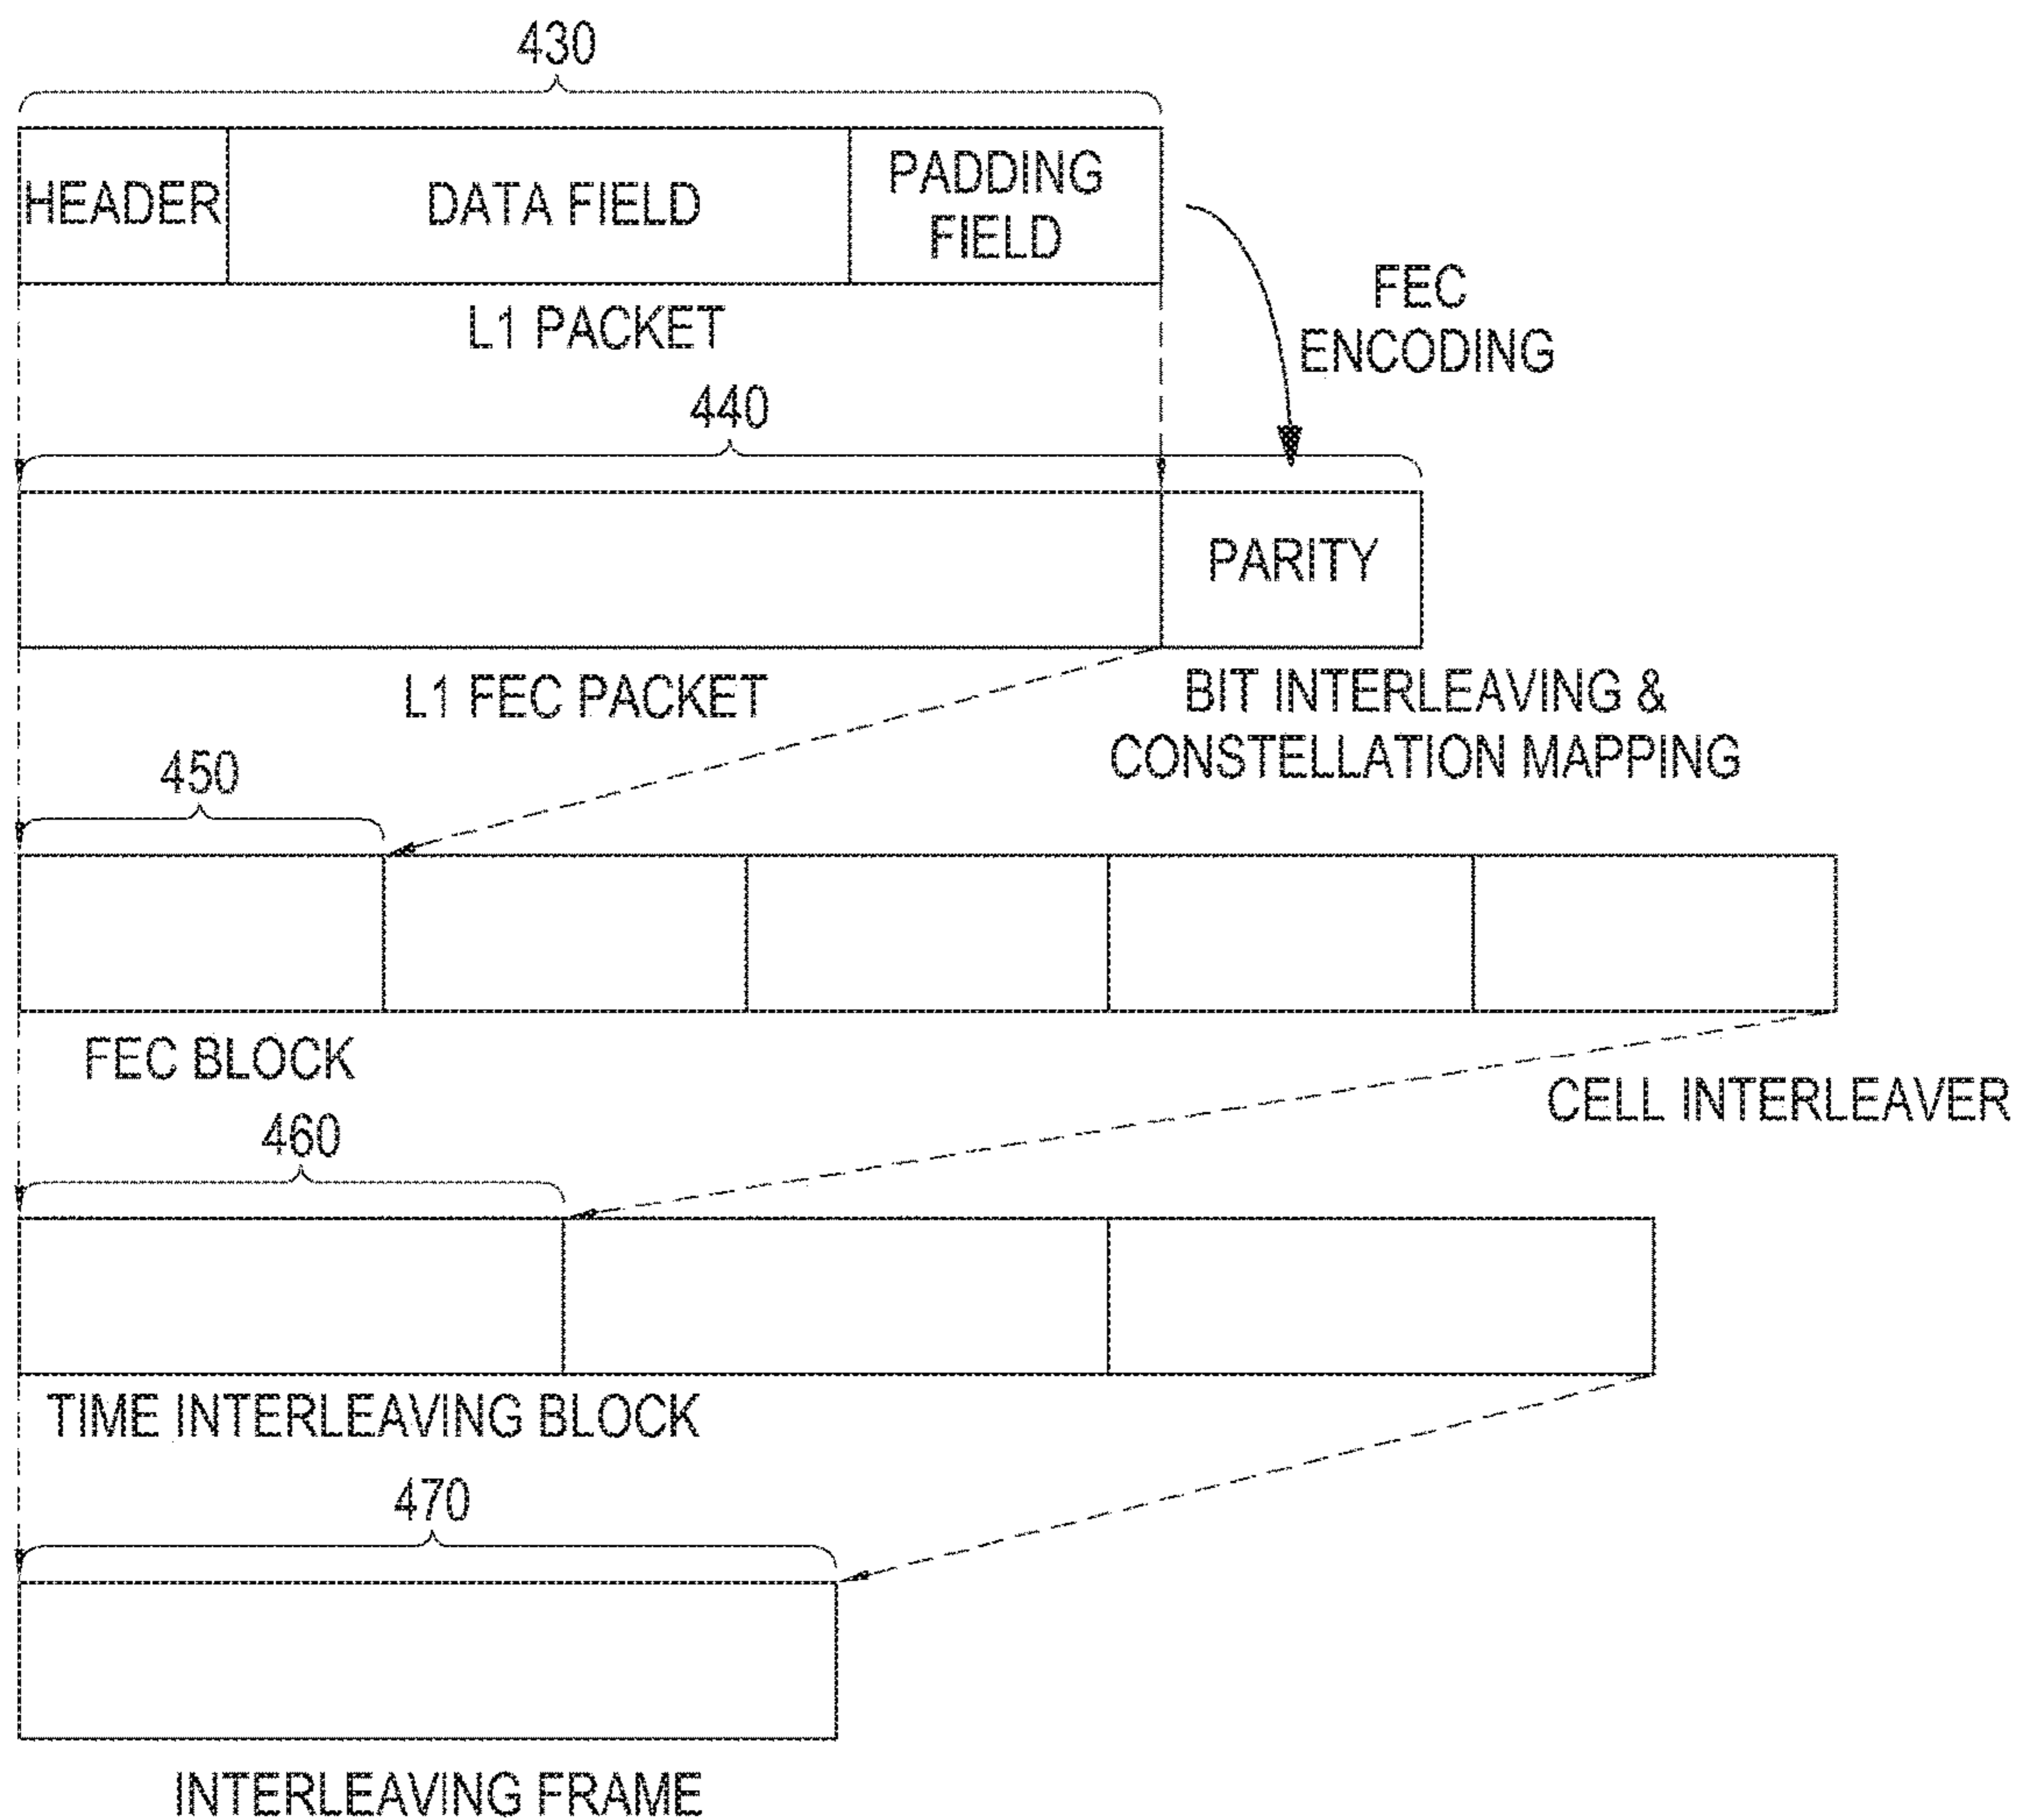 430
HEADER
DATA FIELD
PADDING
FIELD
L1 PACKET
FEC
ENCODING
440
PARITY
L1 FEC PACKET
BIT INTERLEAVING &
CONSTELLATION MAPPING
450
FEC BLOCK
CELL INTERLEAVER
460
TIME INTERLEAVING BLOCK
470
INTERLEAVING FRAME